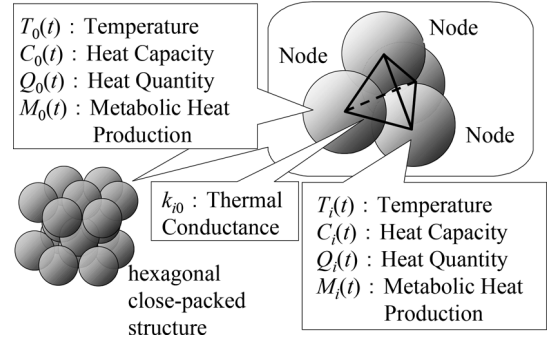 T₀(t) : Temperature
C₀(t) : Heat Capacity
Q₀(t) : Heat Quantity
M₀(t) : Metabolic Heat
Production
Node
Node
Node
Node
kᵢ₀ : Thermal
Conductance
Tᵢ(t) : Temperature
Cᵢ(t) : Heat Capacity
Qᵢ(t) : Heat Quantity
Mᵢ(t) : Metabolic Heat
Production
hexagonal
close-packed
structure